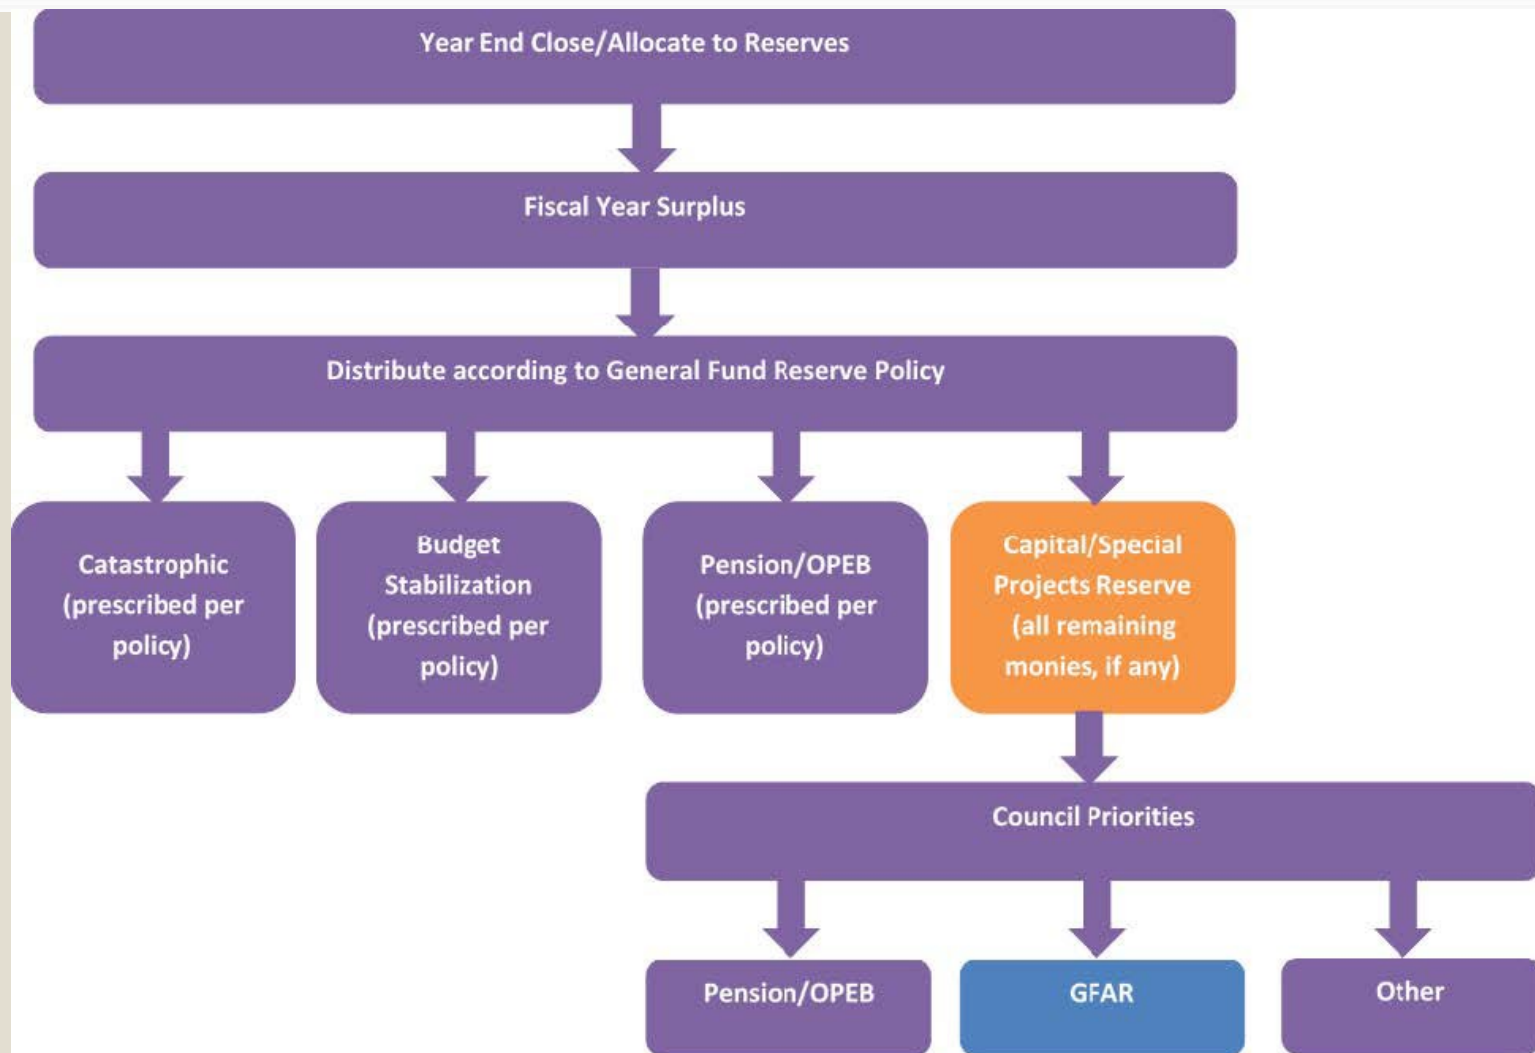 Year End Close/Allocate to Reserves
Fiscal Year Surplus
Distribute according to General Fund Reserve Policy
Catastrophic
(prescribed per
policy)
Budget
Stabilization
(prescribed per
policy)
Pension/OPEB
(prescribed per
policy)
Capital/Special
Projects Reserve
(all remaining
monies, if any)
Council Priorities
Pension/OPEB
GFAR
Other